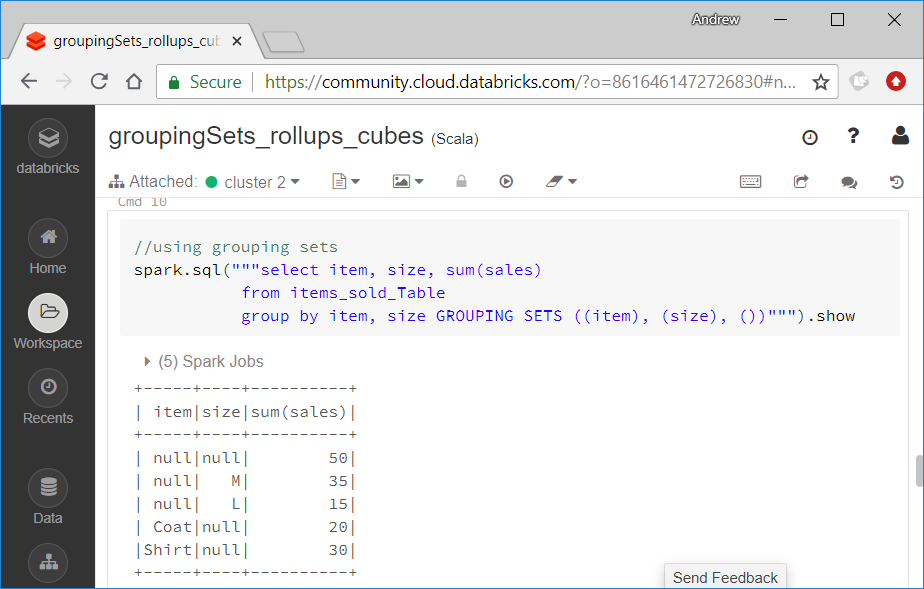 Andrew
groupingSets_rollups_cub
Secure
https://community.cloud.databricks.com/?o=8616461472726830#n...
databricks
groupingSets_rollups_cubes (Scala)
Attached: cluster 2
Cmd 10
Home
Workspace
Recents
Data
//using grouping sets
spark.sql("""select item, size, sum(sales)
from items_sold_Table
group by item, size GROUPING SETS ((item), (size), ())""").show
(5) Spark Jobs
+-----+----+----------+
| item|size|sum(sales)|
+-----+----+----------+
| null|null|        50|
| null|   M|        35|
| null|   L|        15|
| Coat|null|        20|
|Shirt|null|        30|
+-----+----+----------+
Send Feedback